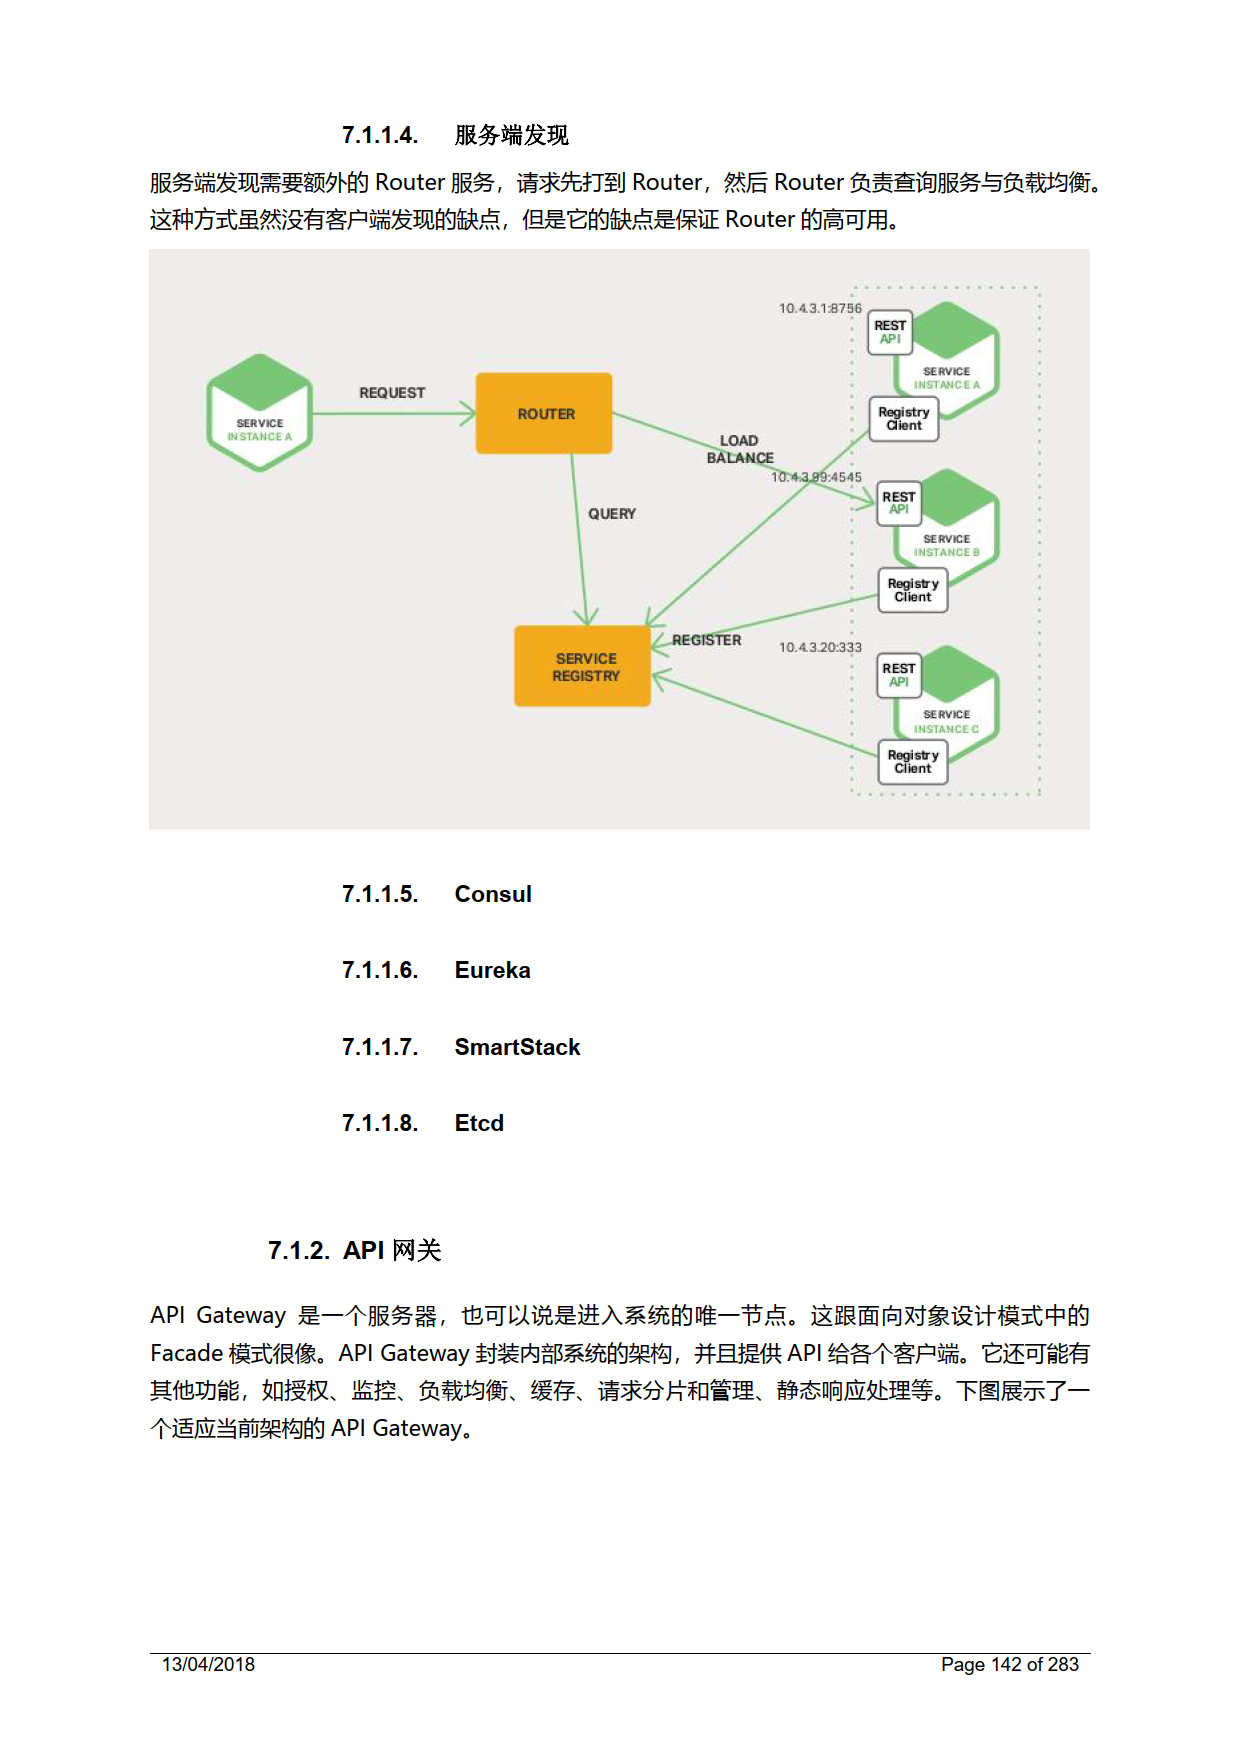 7.1.1.4. 服务端发现
服务端发现需要额外的 Router 服务，请求先打到 Router，然后 Router 负责查询服务与负载均衡。
这种方式虽然没有客户端发现的缺点，但是它的缺点是保证 Router 的高可用。
10.4.3.1:8756
REST
API
SERVICE
INSTANCE A
Registry
Client
SERVICE
INSTANCE A
REQUEST
ROUTER
LOAD
BALANCE
10.4.3.99:4545
REST
API
SERVICE
INSTANCE B
Registry
Client
QUERY
SERVICE
REGISTRY
REGISTER
10.4.3.20:333
REST
API
SERVICE
INSTANCE C
Registry
Client
7.1.1.5. Consul
7.1.1.6. Eureka
7.1.1.7. SmartStack
7.1.1.8. Etcd
7.1.2. API 网关
API Gateway 是一个服务器，也可以说是进入系统的唯一节点。这跟面向对象设计模式中的
Facade 模式很像。API Gateway 封装内部系统的架构，并且提供 API 给各个客户端。它还可能有
其他功能，如授权、监控、负载均衡、缓存、请求分片和管理、静态响应处理等。下图展示了一
个适应当前架构的 API Gateway。
13/04/2018
Page 142 of 283